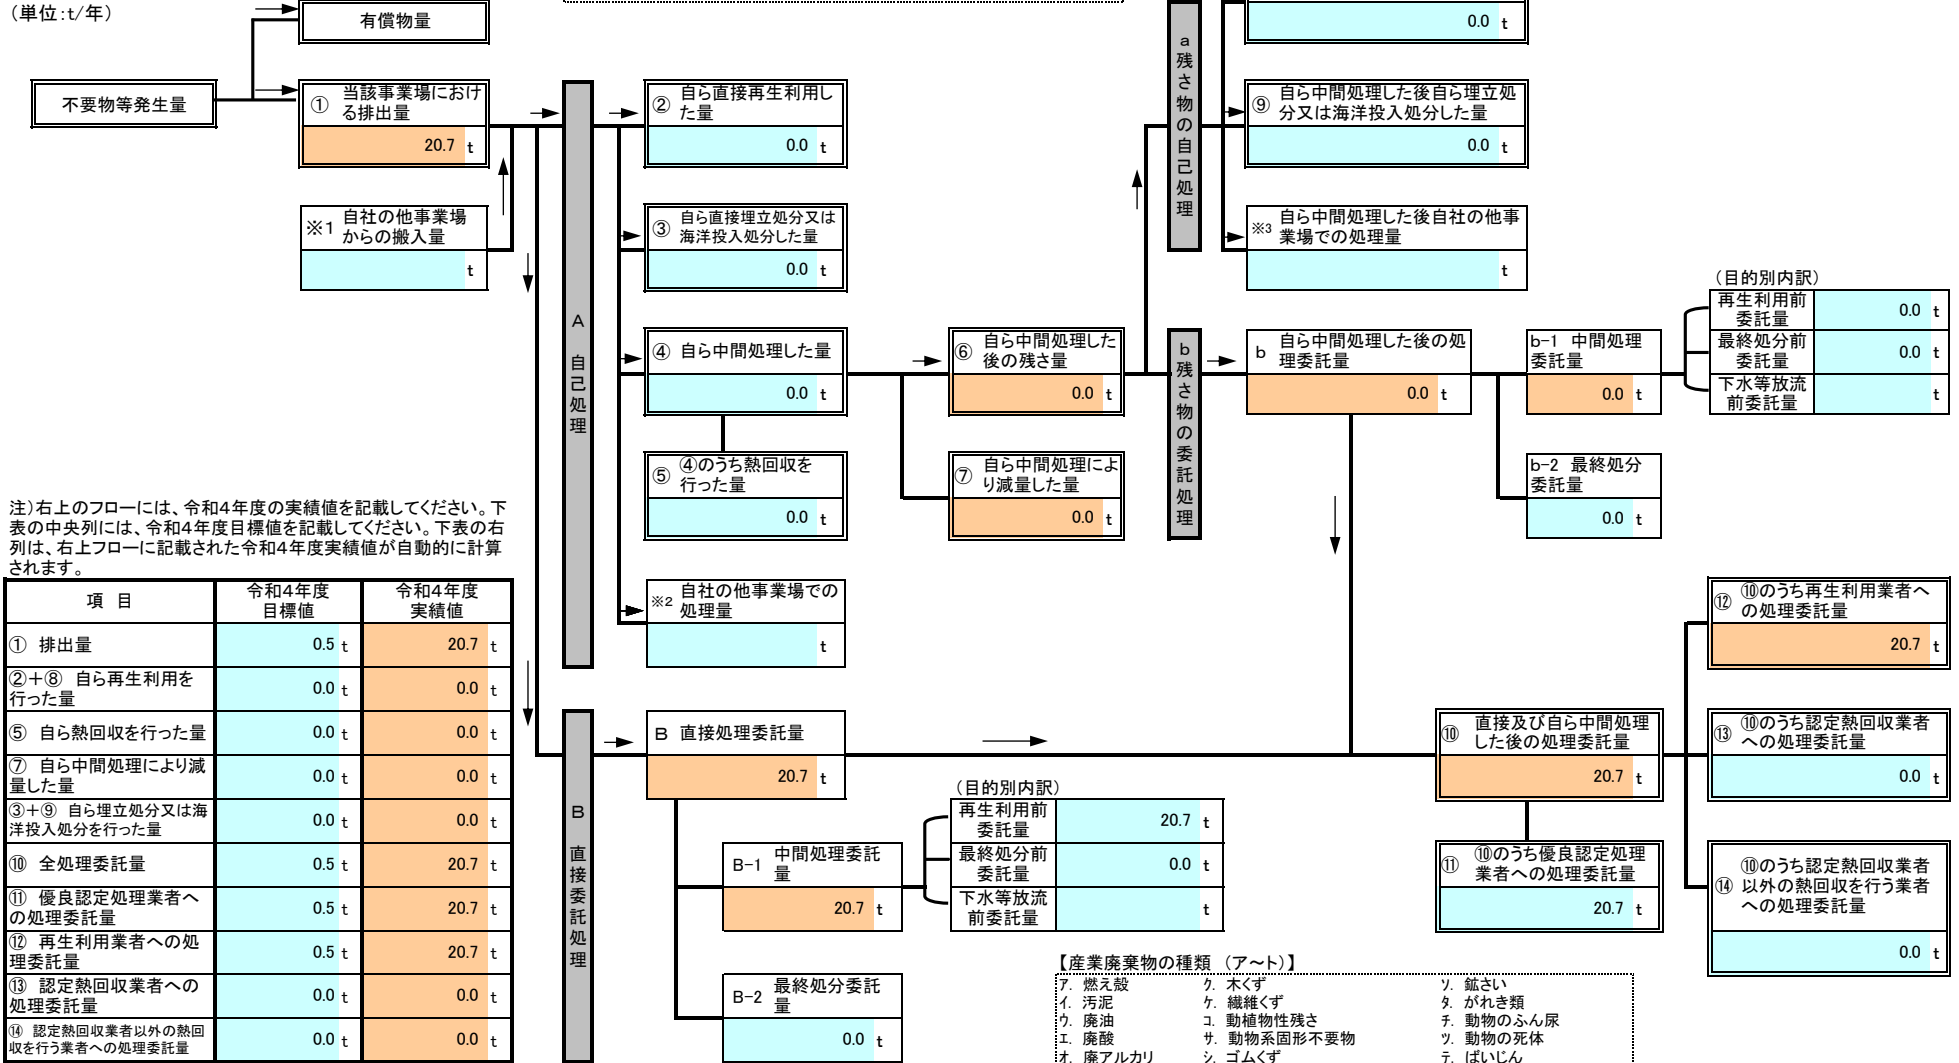 （単位：t/年）
有償物量
0.0 t
不要物等発生量
① 当該事業場におけ
る排出量
20.7 t
※1 自社の他事業場
からの搬入量
t
A 自己処理
② 自ら直接再生利用し
た量
0.0 t
③ 自ら直接埋立処分又は
海洋投入処分した量
0.0 t
④ 自ら中間処理した量
0.0 t
⑤ ④のうち熱回収を
行った量
0.0 t
※2 自社の他事業場での
処理量
t
⑥ 自ら中間処理した
後の残さ量
0.0 t
⑦ 自ら中間処理によ
り減量した量
0.0 t
a 残さ物の自己処理
⑨ 自ら中間処理した後自ら埋立処
分又は海洋投入処分した量
0.0 t
※3 自ら中間処理した後自社の他事
業場での処理量
t
b 残さ物の委託処理
b 自ら中間処理した後の処
理委託量
0.0 t
b-1 中間処理
委託量
0.0 t
b-2 最終処分
委託量
0.0 t
（目的別内訳）
再生利用前
委託量 0.0 t
最終処分前
委託量 0.0 t
下水等放流
前委託量 t
注）右上のフローには、令和４年度の実績値を記載してください。下
表の中央列には、令和４年度目標値を記載してください。下表の右
列は、右上フローに記載された令和４年度実績値が自動的に計算
されます。
項 目 令和４年度
目標値 令和４年度
実績値
① 排出量 0.5 t 20.7 t
②＋⑧ 自ら再生利用を
行った量 0.0 t 0.0 t
⑤ 自ら熱回収を行った量 0.0 t 0.0 t
⑦ 自ら中間処理により減
量した量 0.0 t 0.0 t
③＋⑨ 自ら埋立処分又は海
洋投入処分を行った量 0.0 t 0.0 t
⑩ 全処理委託量 0.5 t 20.7 t
⑪ 優良認定処理業者へ
の処理委託量 0.5 t 20.7 t
⑫ 再生利用業者への処
理委託量 0.5 t 20.7 t
⑬ 認定熱回収業者への
処理委託量 0.0 t 0.0 t
⑭ 認定熱回収業者以外の熱回
収を行う業者への処理委託量 0.0 t 0.0 t
B 直接委託処理
B 直接処理委託量
20.7 t
B-1 中間処理委託
量
20.7 t
B-2 最終処分委託
量
0.0 t
（目的別内訳）
再生利用前
委託量 20.7 t
最終処分前
委託量 0.0 t
下水等放流
前委託量 t
⑩ 直接及び自ら中間処理
した後の処理委託量
20.7 t
⑪ ⑩のうち優良認定処理
業者への処理委託量
20.7 t
⑫ ⑩のうち再生利用業者へ
の処理委託量
20.7 t
⑬ ⑩のうち認定熱回収業者
への処理委託量
0.0 t
⑭ ⑩のうち認定熱回収業者
以外の熱回収を行う業者
への処理委託量
0.0 t
【産業廃棄物の種類 （ア～ト）】
ア. 燃え殻 ク. 木くず ソ. 鉱さい
イ. 汚泥 ケ. 繊維くず タ. がれき類
ウ. 廃油 コ. 動植物性残さ チ. 動物のふん尿
エ. 廃酸 サ. 動物系固形不要物 ツ. 動物の死体
オ. 廃アルカリ シ. ゴムくず テ. ばいじん